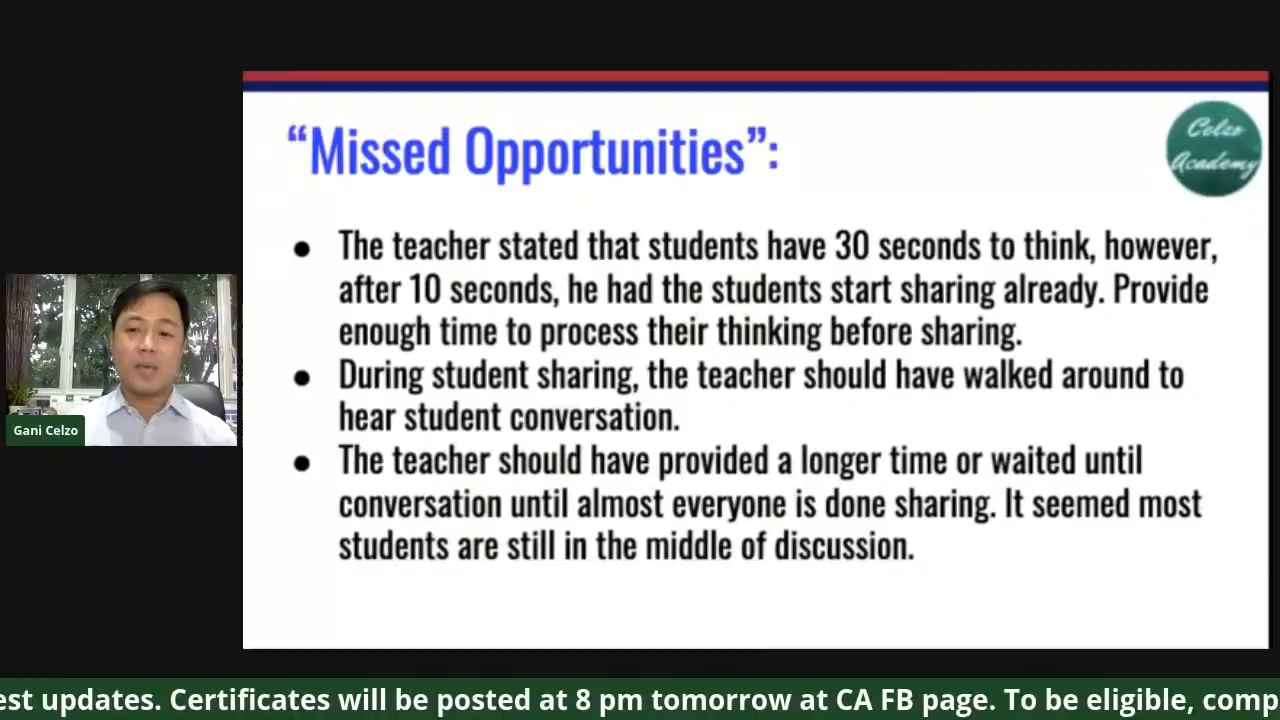 “Missed Opportunities”:
Celzo
Academy
● The teacher stated that students have 30 seconds to think, however,
after 10 seconds, he had the students start sharing already. Provide
enough time to process their thinking before sharing.
● During student sharing, the teacher should have walked around to
hear student conversation.
● The teacher should have provided a longer time or waited until
conversation until almost everyone is done sharing. It seemed most
students are still in the middle of discussion.
Gani Celzo
est updates. Certificates will be posted at 8 pm tomorrow at CA FB page. To be eligible, comp